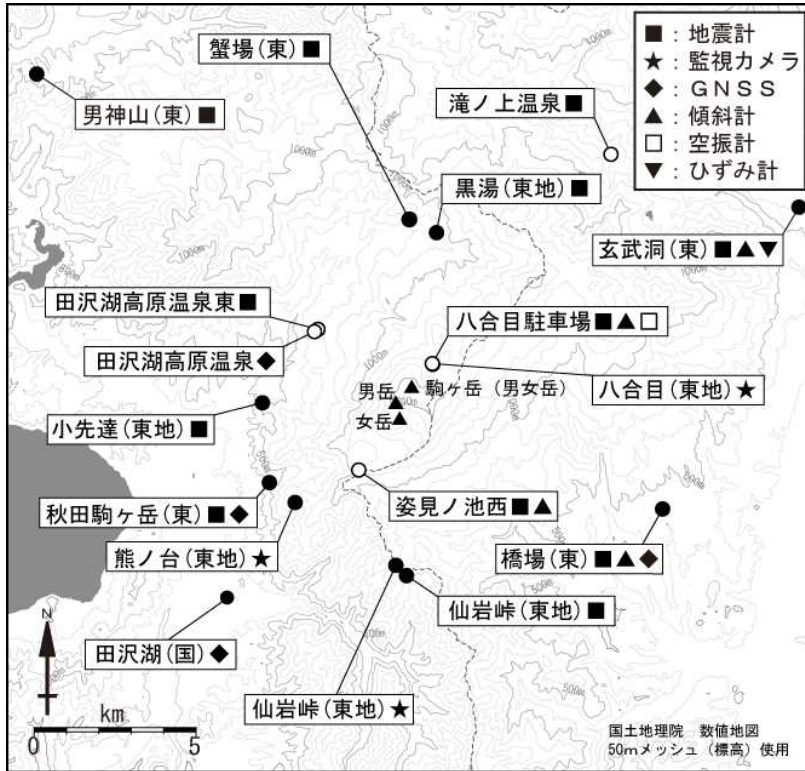 蟹場(東)■
■：地震計
★：監視カメラ
◆：ＧＮＳＳ
▲：傾斜計
□：空振計
▼：ひずみ計
男神山(東)■
滝ノ上温泉■
黒湯(東地)■
玄武洞(東)■▲▼
田沢湖高原温泉東■
八合目駐車場■▲□
田沢湖高原温泉◆
八合目(東地)★
男岳
駒ヶ岳（男女岳）
女岳
小先達(東地)■
秋田駒ヶ岳(東)■◆
姿見ノ池西■▲
熊ノ台(東地)★
橋場(東)■▲◆
仙岩峠(東地)■
田沢湖(国)◆
仙岩峠(東地)★
N
km
0 5
国土地理院 数値地図
50mメッシュ（標高）使用
1000m
1000m
1000m
1000m
1000m
500m
500m